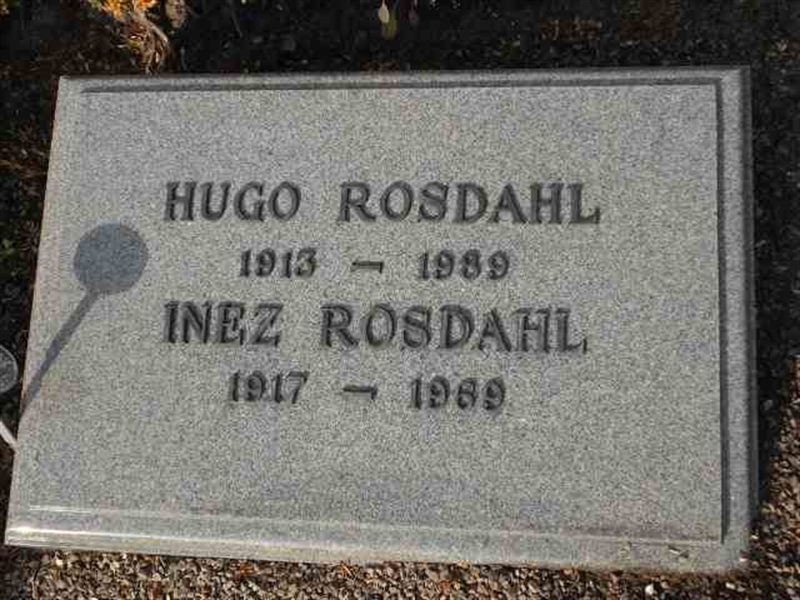 HUGO ROSDAHL
1913 – 1989
INEZ ROSDAHL
1917 – 1989